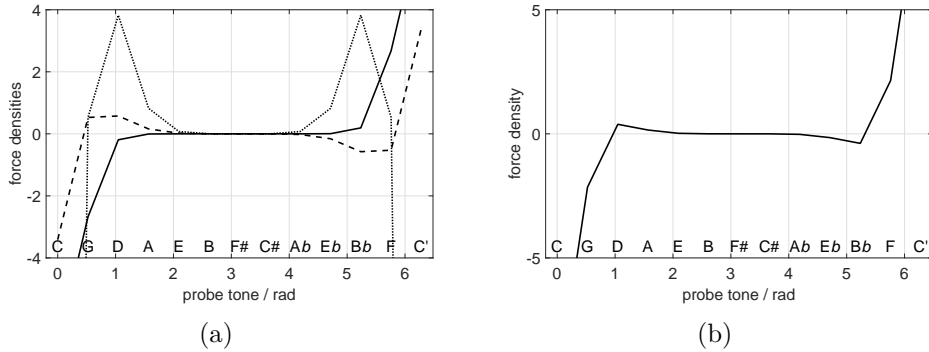 4
2
0
-2
-4
force densities
C G D A E B F# C# Ab Eb Bb F C'
0 1 2 3 4 5 6
probe tone / rad
(a)
5
0
-5
force density
C G D A E B F# C# Ab Eb Bb F C'
0 1 2 3 4 5 6
probe tone / rad
(b)